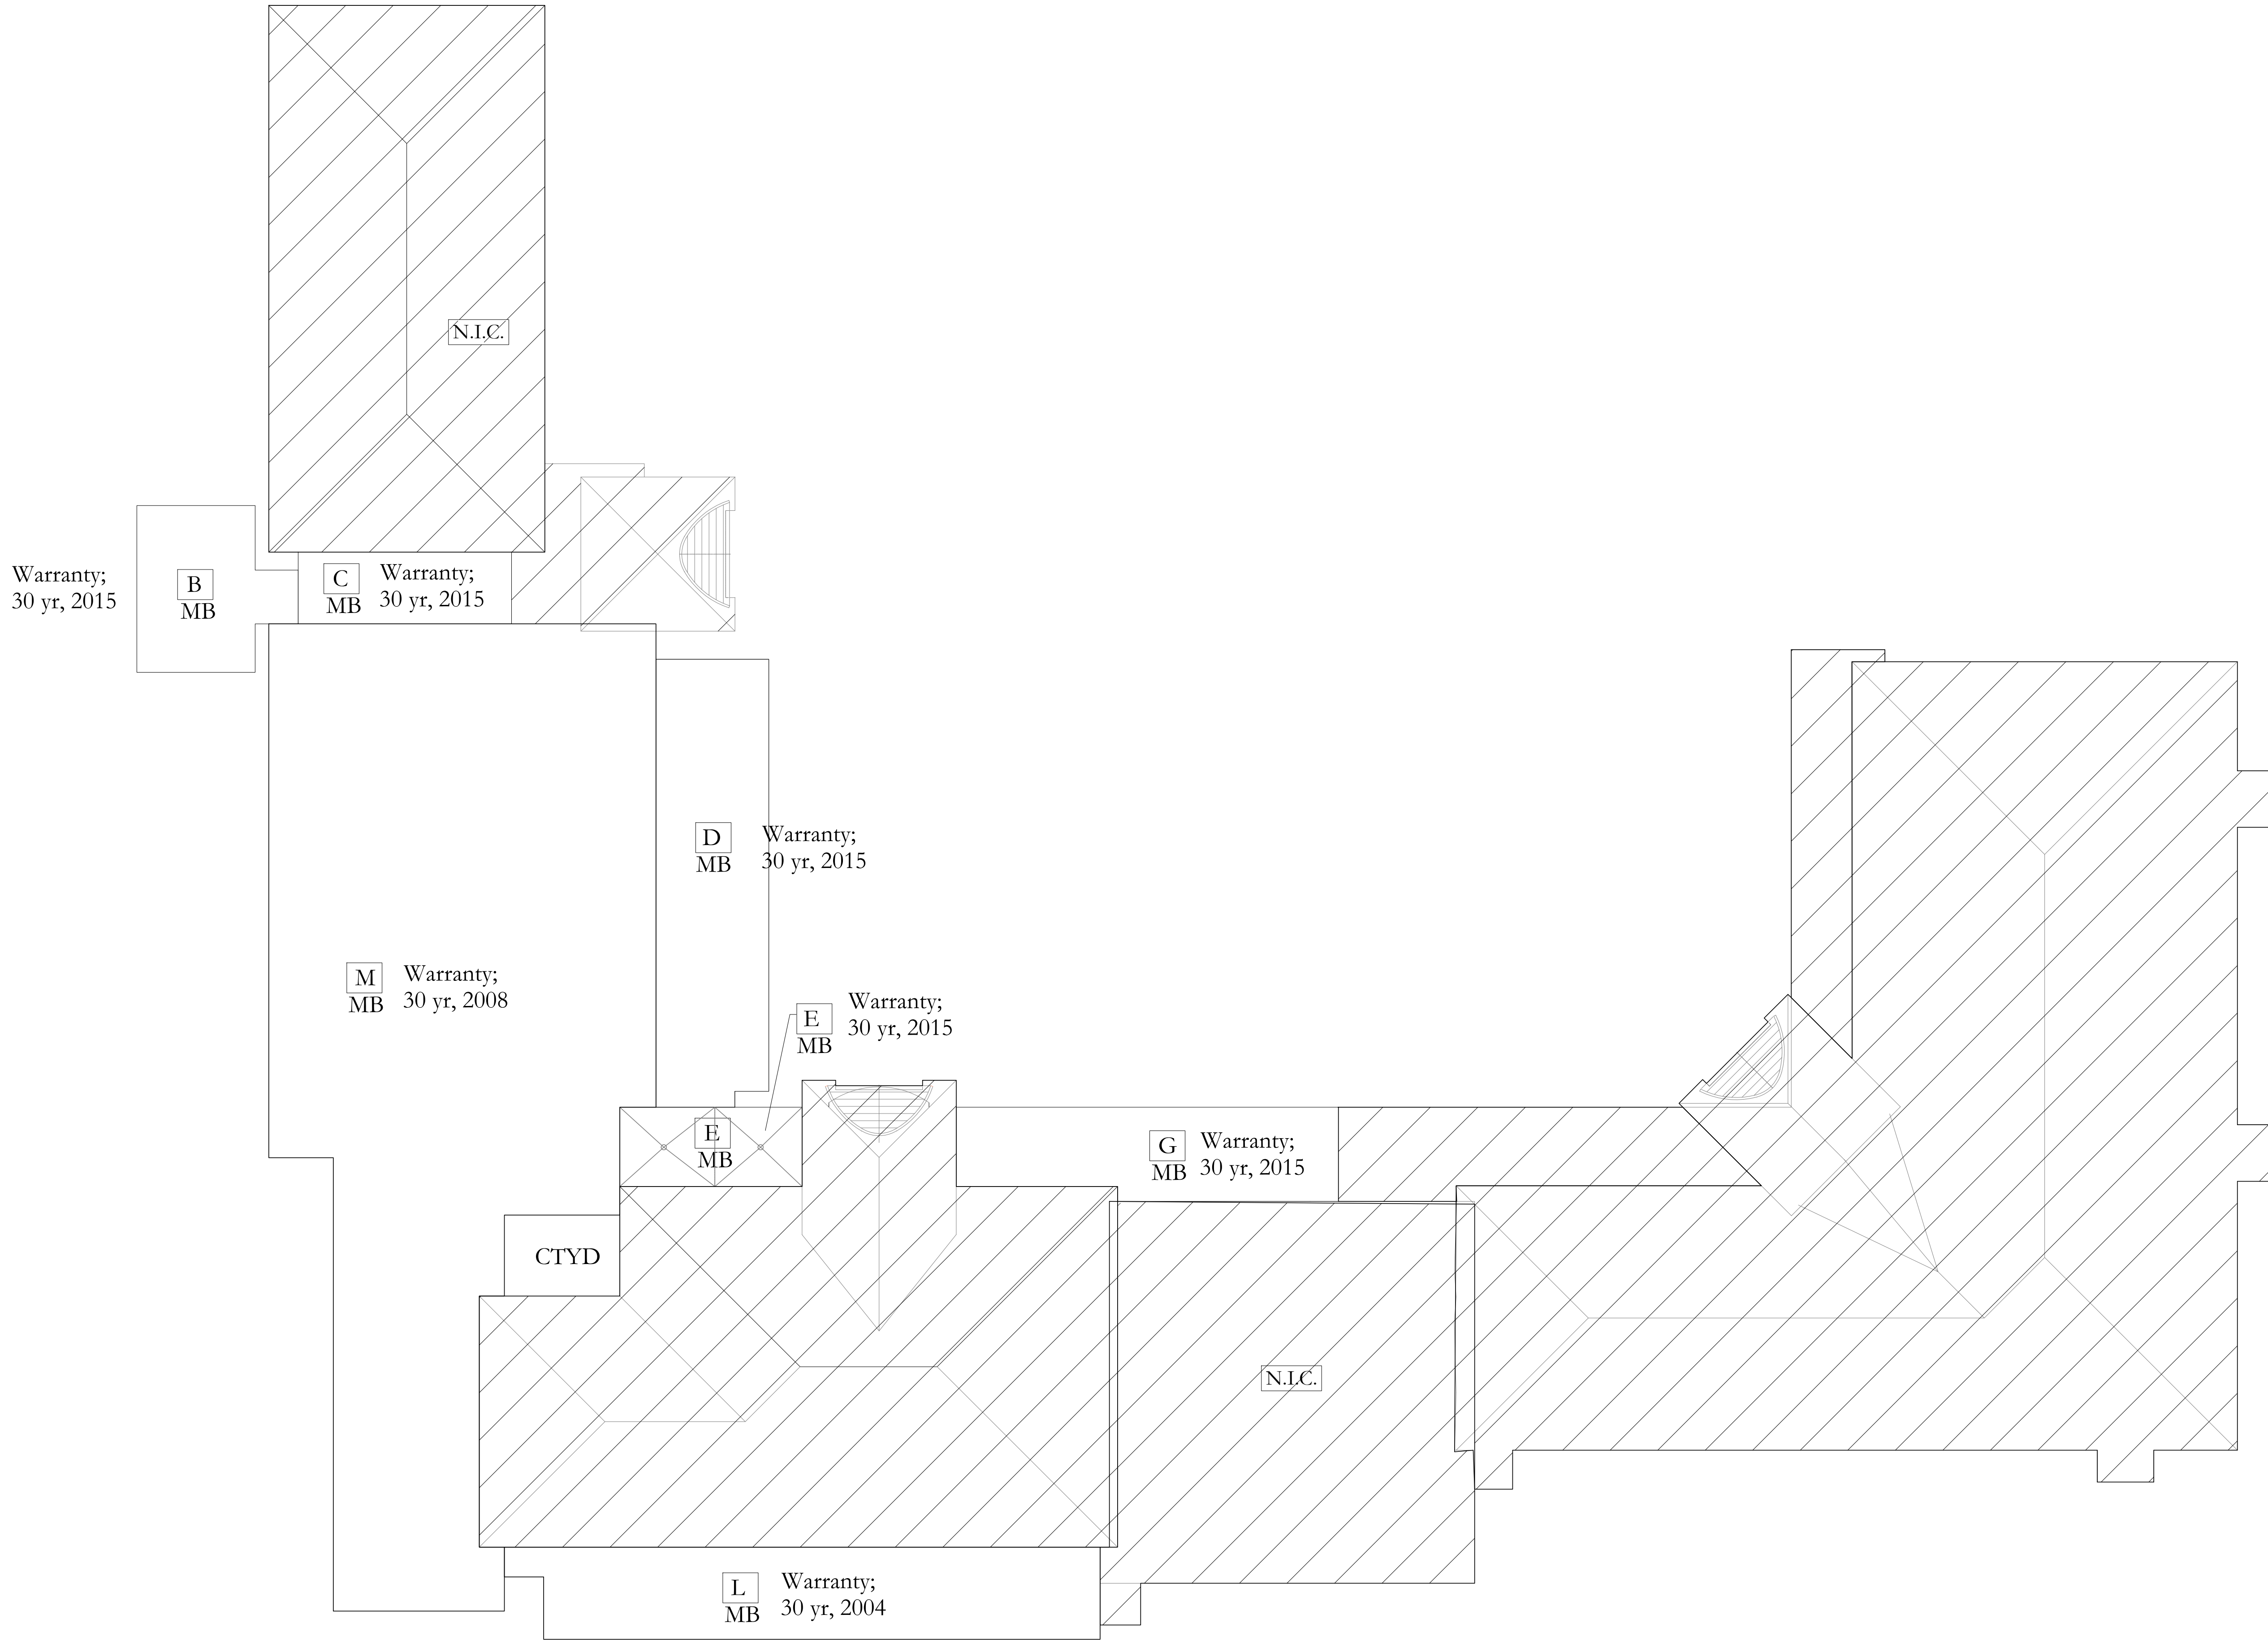 N.I.C.
Warranty;
30 yr, 2015
B
MB
C
MB
Warranty;
30 yr, 2015
D
MB
Warranty;
30 yr, 2015
M
MB
Warranty;
30 yr, 2008
E
MB
Warranty;
30 yr, 2015
E
MB
G
MB
Warranty;
30 yr, 2015
CTYD
N.I.C.
L
MB
Warranty;
30 yr, 2004